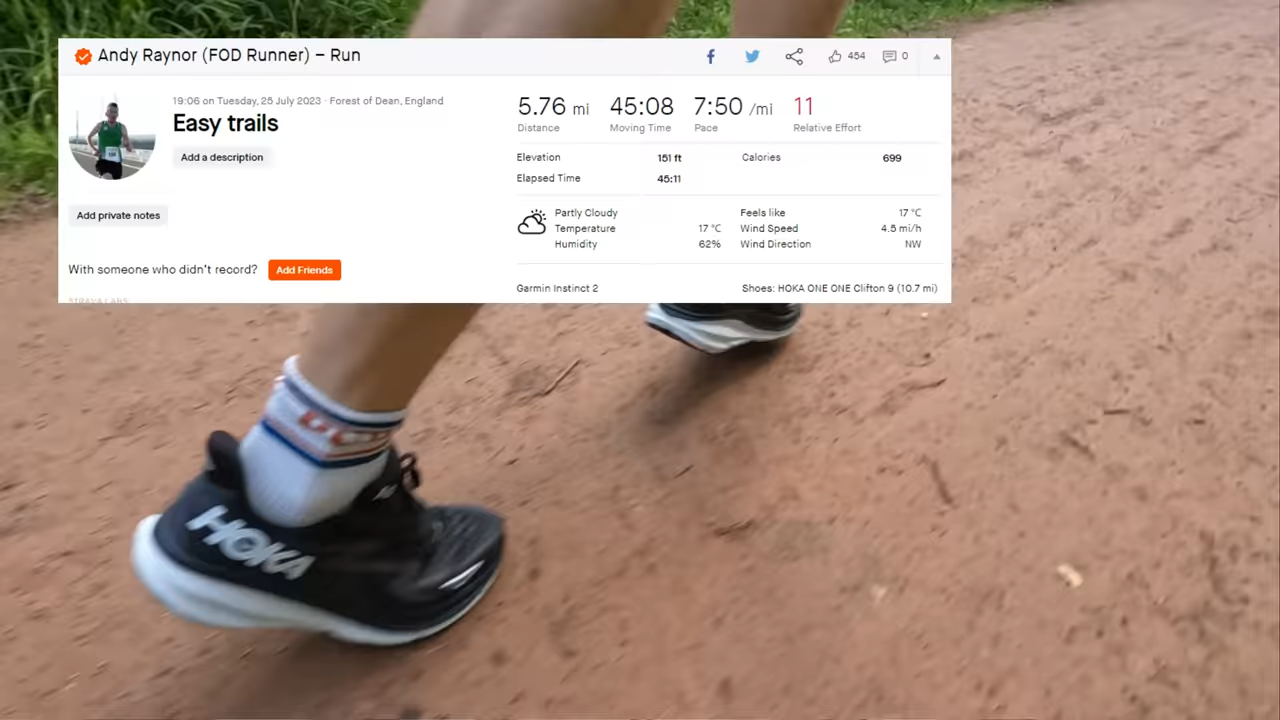 Andy Raynor (FOD Runner) – Run
454
0
19:06 on Tuesday, 25 July 2023 · Forest of Dean, England
Easy trails
Add a description
Add private notes
With someone who didn't record?
Add Friends
STRAVA LABS
5.76 mi
45:08
7:50 /mi
11
Distance
Moving Time
Pace
Relative Effort
Elevation
151 ft
Calories
699
Elapsed Time
45:11
Partly Cloudy
Feels like
17 °C
Temperature
17 °C
Wind Speed
4.5 mi/h
Humidity
62%
Wind Direction
NW
Garmin Instinct 2
Shoes: HOKA ONE ONE Clifton 9 (10.7 mi)
HOKA